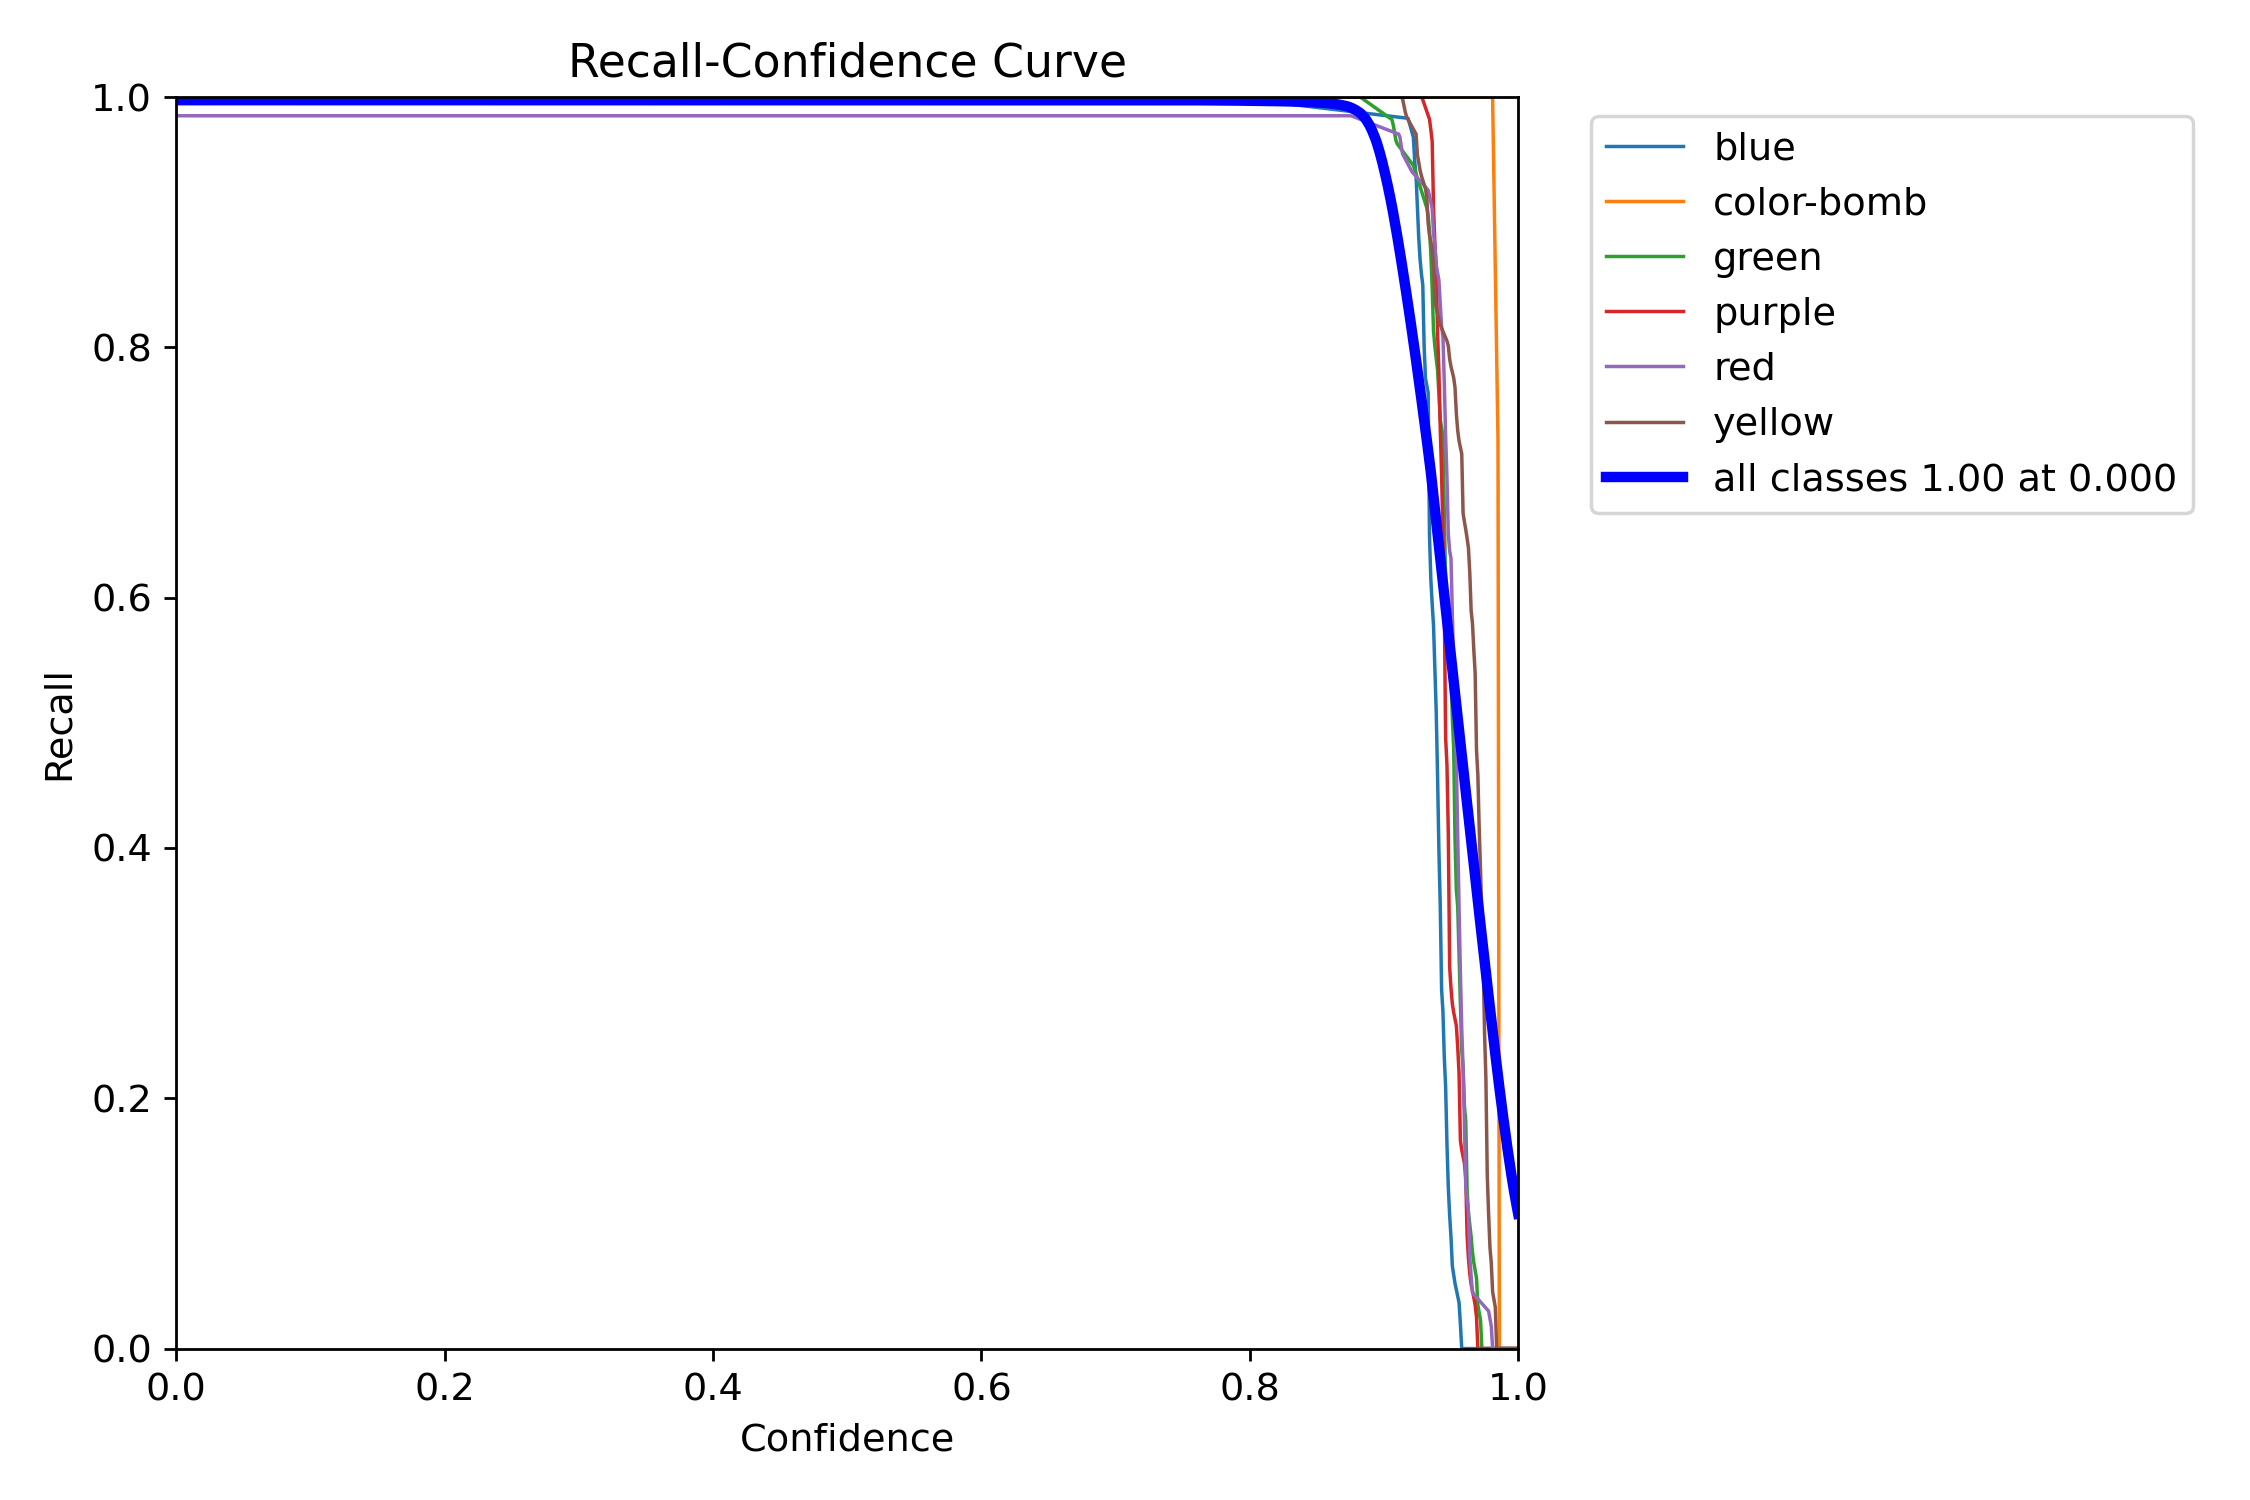 Recall-Confidence Curve
1.0
0.8
0.6
0.4
0.2
0.0
Recall
0.0 0.2 0.4 0.6 0.8 1.0
Confidence
blue
color-bomb
green
purple
red
yellow
all classes 1.00 at 0.000